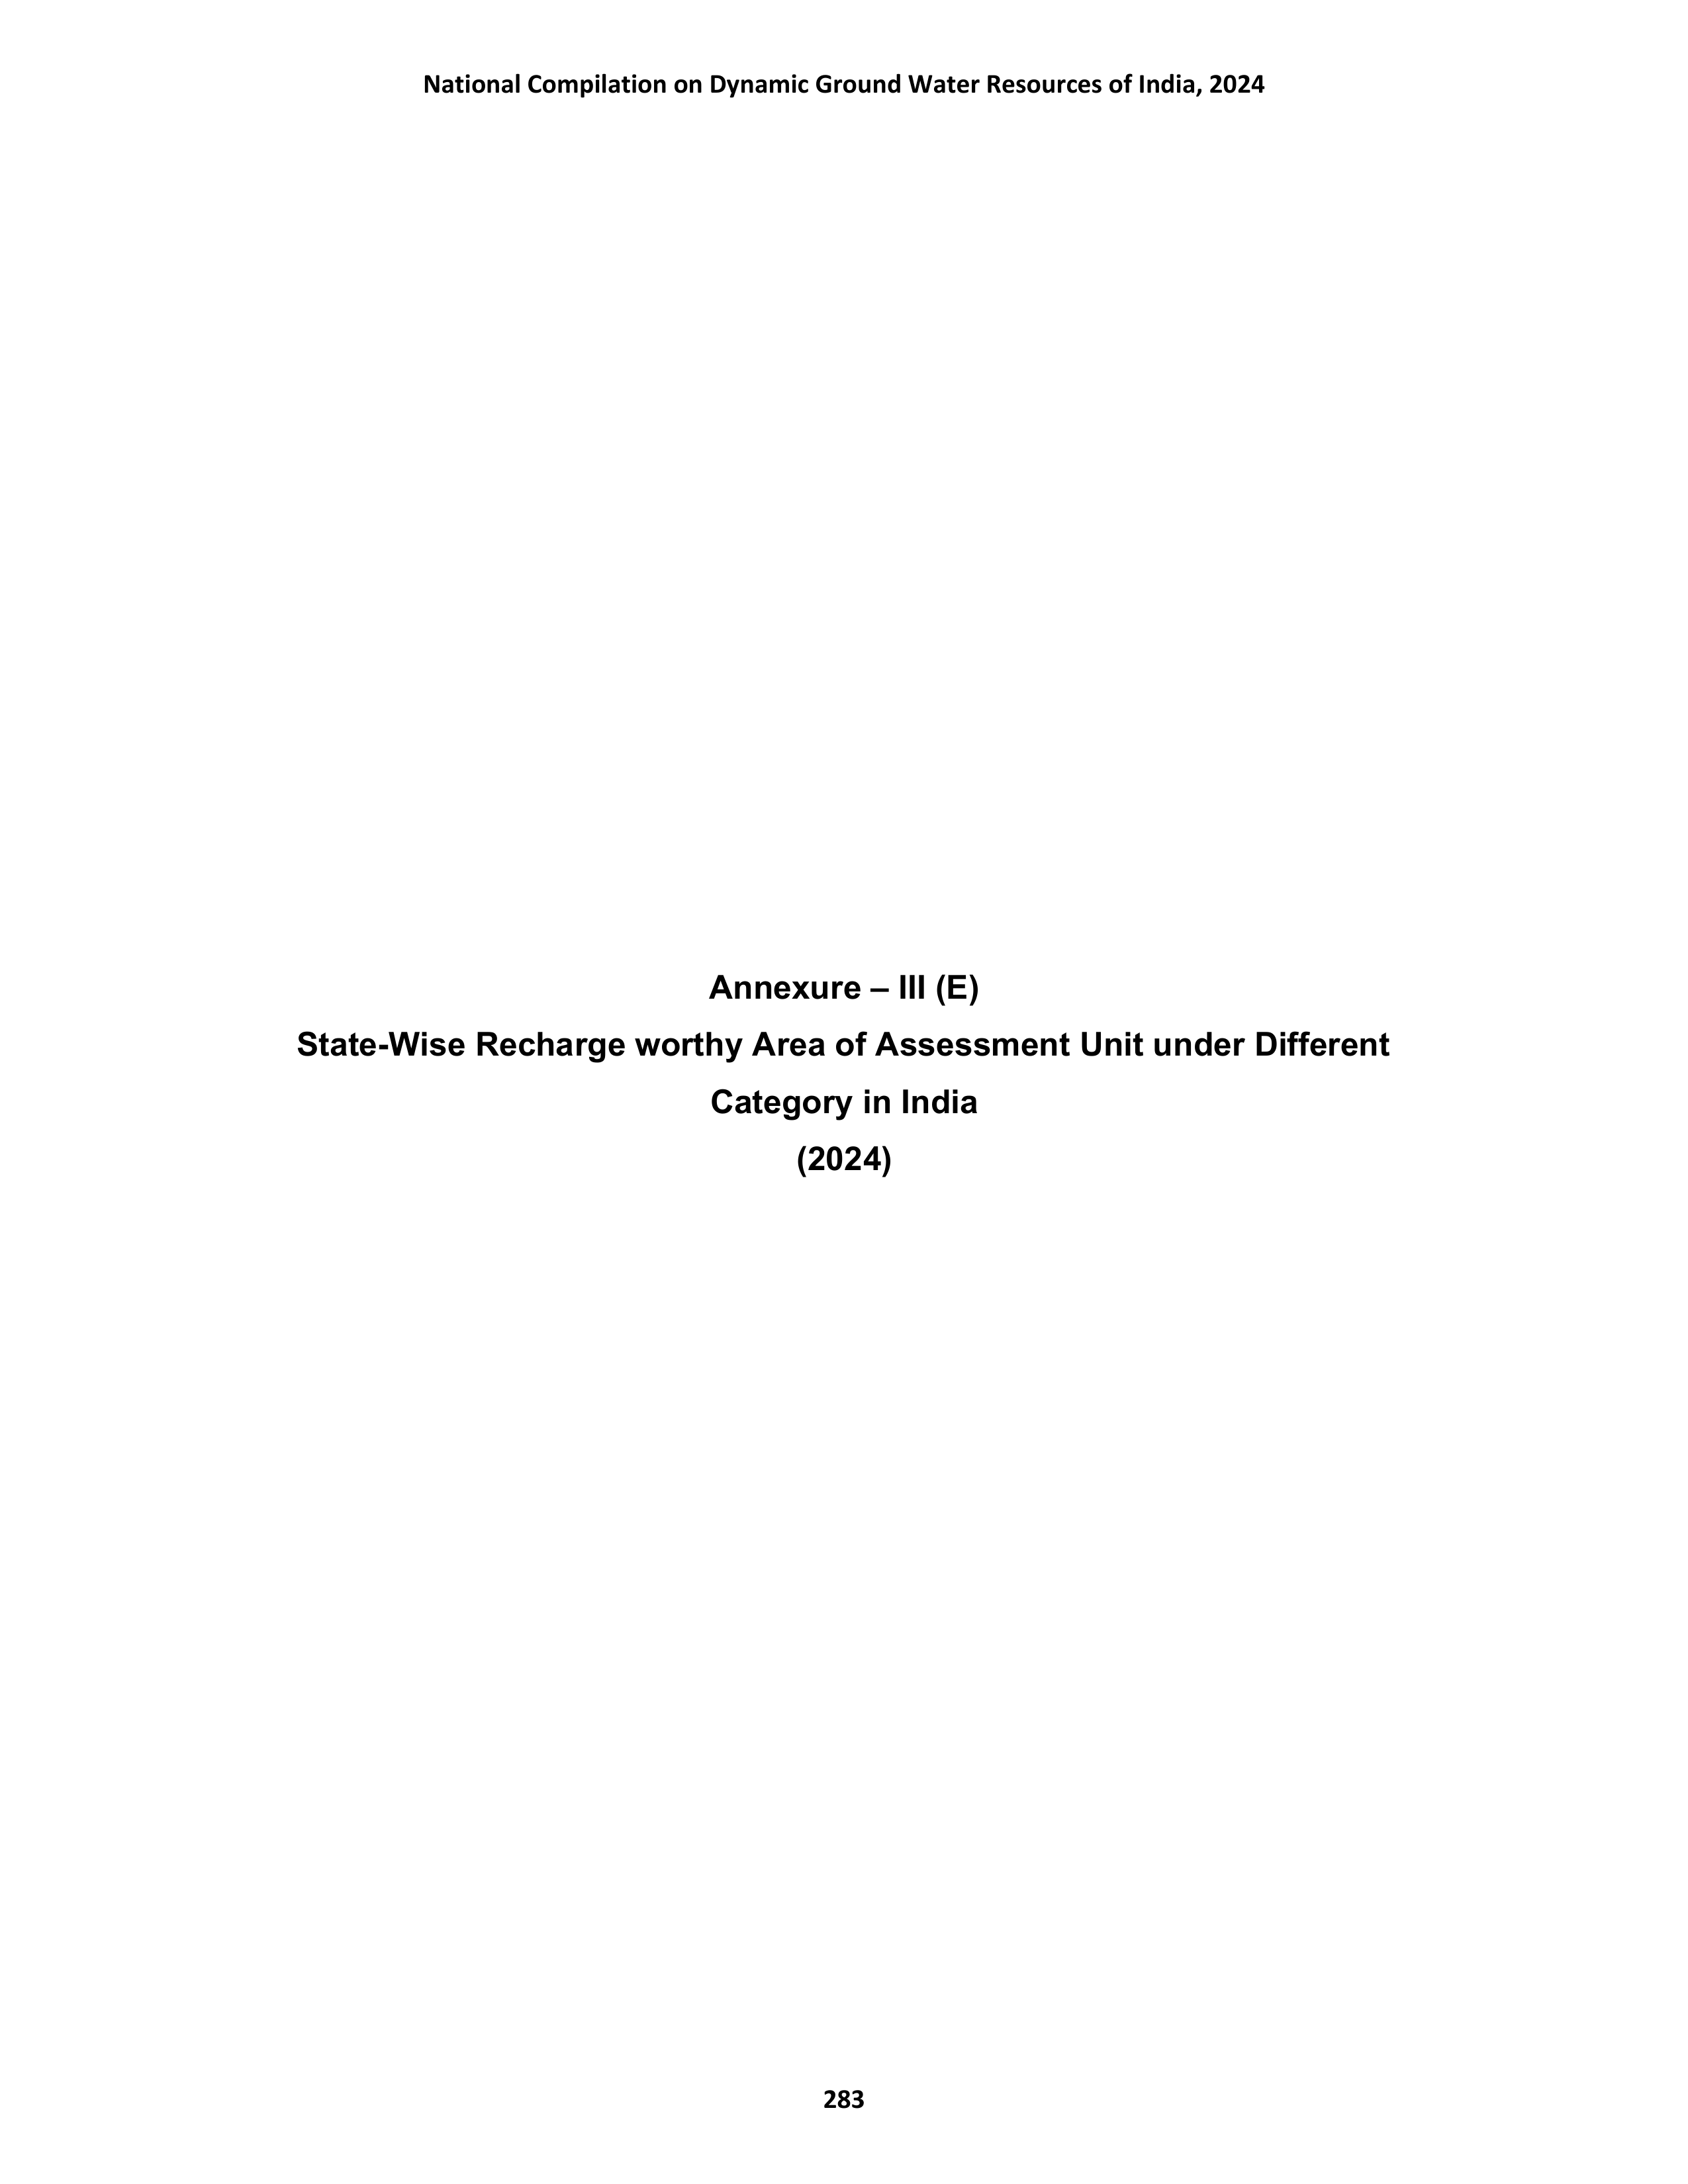 National Compilation on Dynamic Ground Water Resources of India, 2024
Annexure – III (E)
State-Wise Recharge worthy Area of Assessment Unit under Different
Category in India
(2024)
283